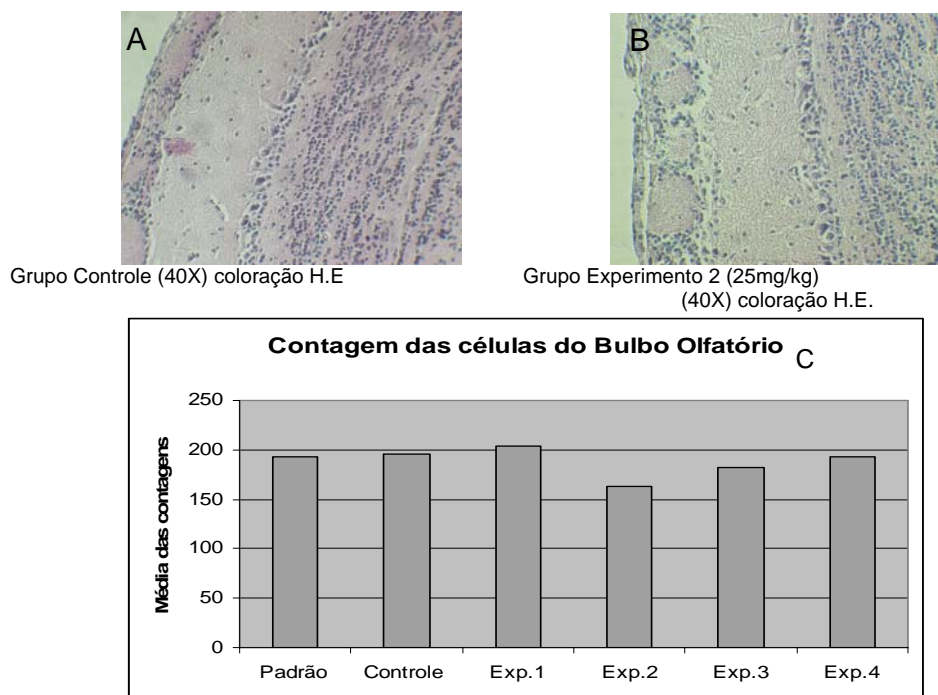 A
B
Grupo Controle (40X) coloração H.E
Grupo Experimento 2 (25mg/kg)
(40X) coloração H.E.
Contagem das células do Bulbo Olfatório C
Média das contagens
250
200
150
100
50
0
Padrão Controle Exp.1 Exp.2 Exp.3 Exp.4